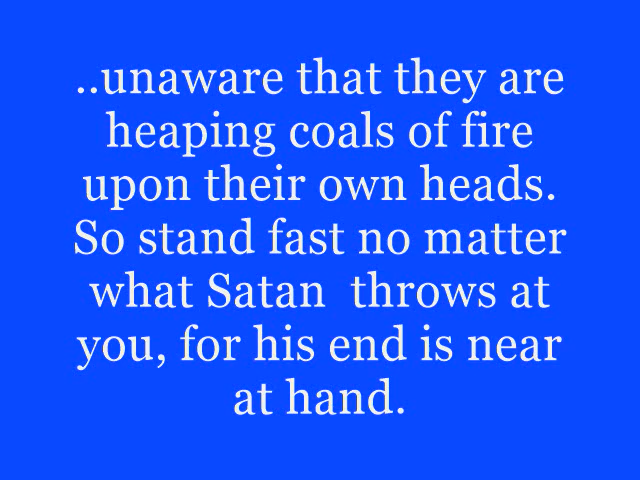 ..unaware that they are
heaping coals of fire
upon their own heads.
So stand fast no matter
what Satan  throws at
you, for his end is near
at hand.